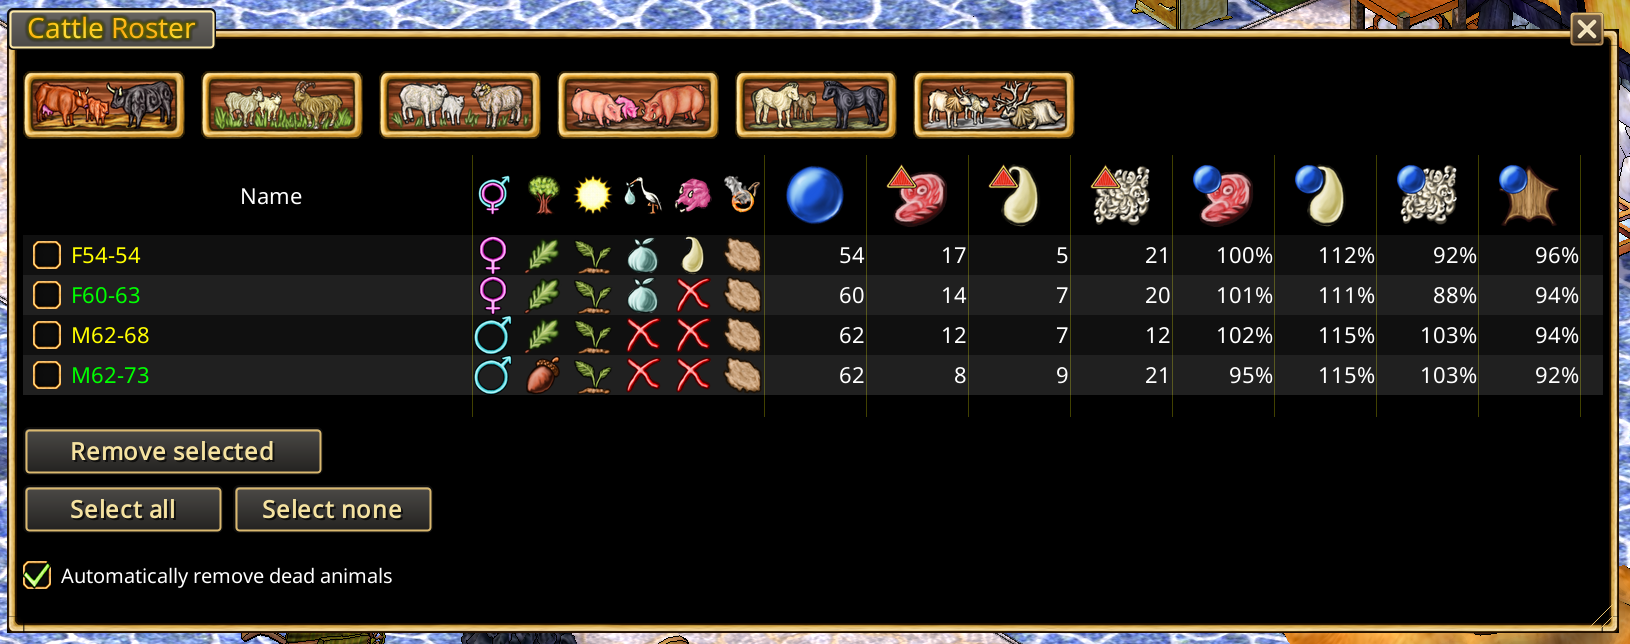 Cattle Roster
Name
F54-54 54 17 5 21 100% 112% 92% 96%
F60-63 60 14 7 20 101% 111% 88% 94%
M62-68 62 12 7 12 102% 115% 103% 94%
M62-73 62 8 9 21 95% 115% 103% 92%
Remove selected
Select all Select none
Automatically remove dead animals